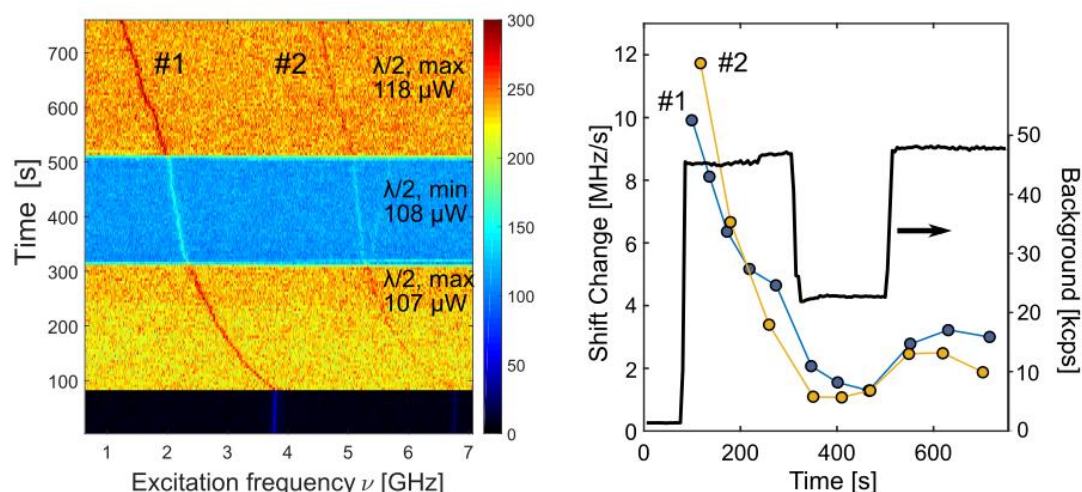 700
600
500
400
300
200
100
Time [s]
1 2 3 4 5 6 7
Excitation frequency ν [GHz]
#1 #2
λ/2, max
118 µW
λ/2, min
108 µW
λ/2, max
107 µW
300
250
200
150
100
50
0
12
10
8
6
4
2
0
Shift Change [MHz/s]
#1
#2
0 200 400 600
Time [s]
50
40
30
20
10
0
Background [kcps]